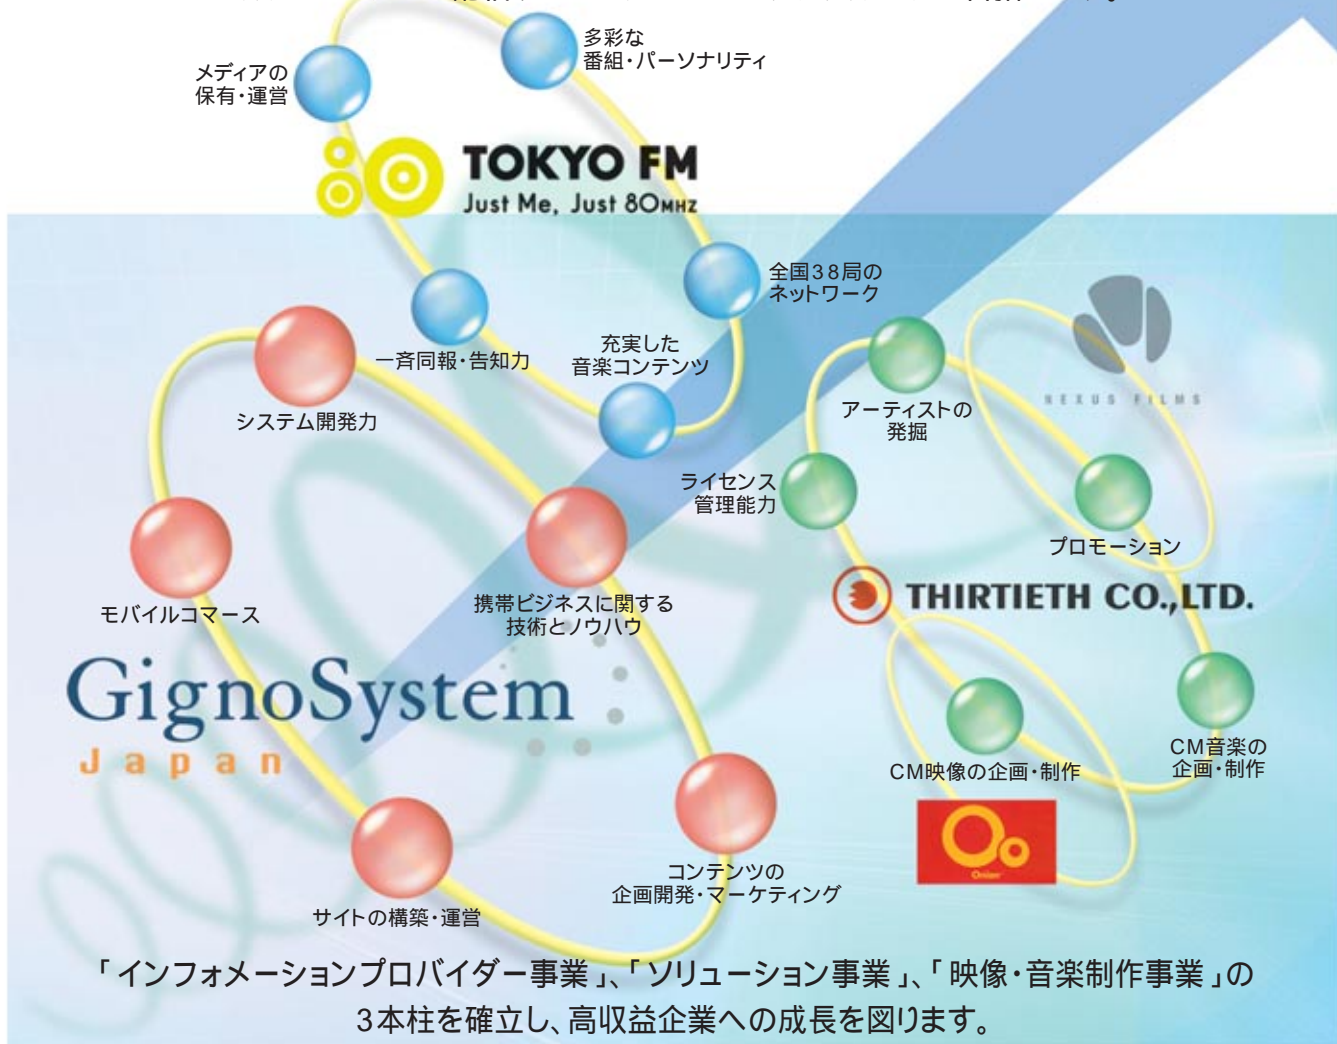 多彩な
番組・パーソナリティ
メディアの
保有・運営
TOKYO FM
Just Me, Just 80MHZ
全国38局の
ネットワーク
一斉同報・告知力
充実した
音楽コンテンツ
NEXUS FILMS
システム開発力
アーティストの
発掘
ライセンス
管理能力
プロモーション
モバイルコマース
携帯ビジネスに関する
技術とノウハウ
THIRTIETH CO.,LTD.
GignoSystem
Japan
CM音楽の
企画・制作
CM映像の企画・制作
Onion
コンテンツの
企画開発・マーケティング
サイトの構築・運営
「インフォメーションプロバイダー事業」、「ソリューション事業」、「映像・音楽制作事業」の
3本柱を確立し、高収益企業への成長を図ります。